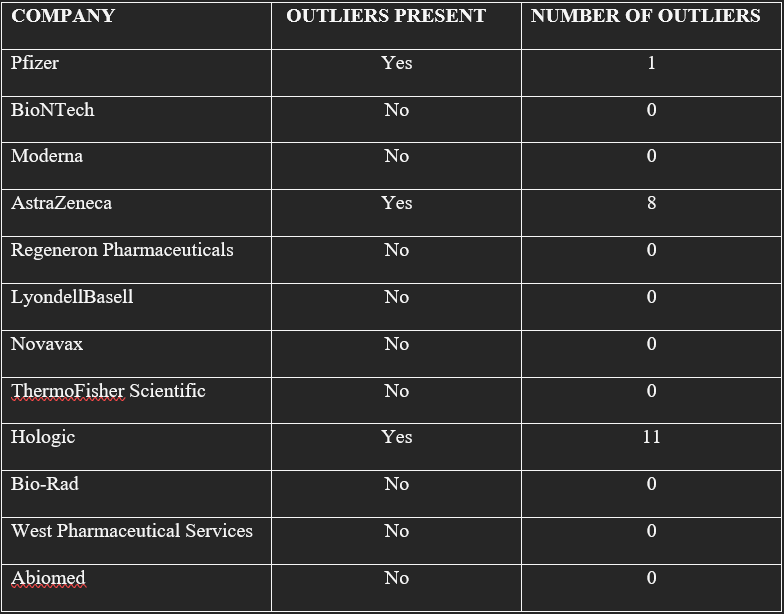 COMPANY OUTLIERS PRESENT NUMBER OF OUTLIERS
Pfizer Yes 1
BioNTech No 0
Moderna No 0
AstraZeneca Yes 8
Regeneron Pharmaceuticals No 0
LyondellBasell No 0
Novavax No 0
ThermoFisher Scientific No 0
Hologic Yes 11
Bio-Rad No 0
West Pharmaceutical Services No 0
Abiomed No 0